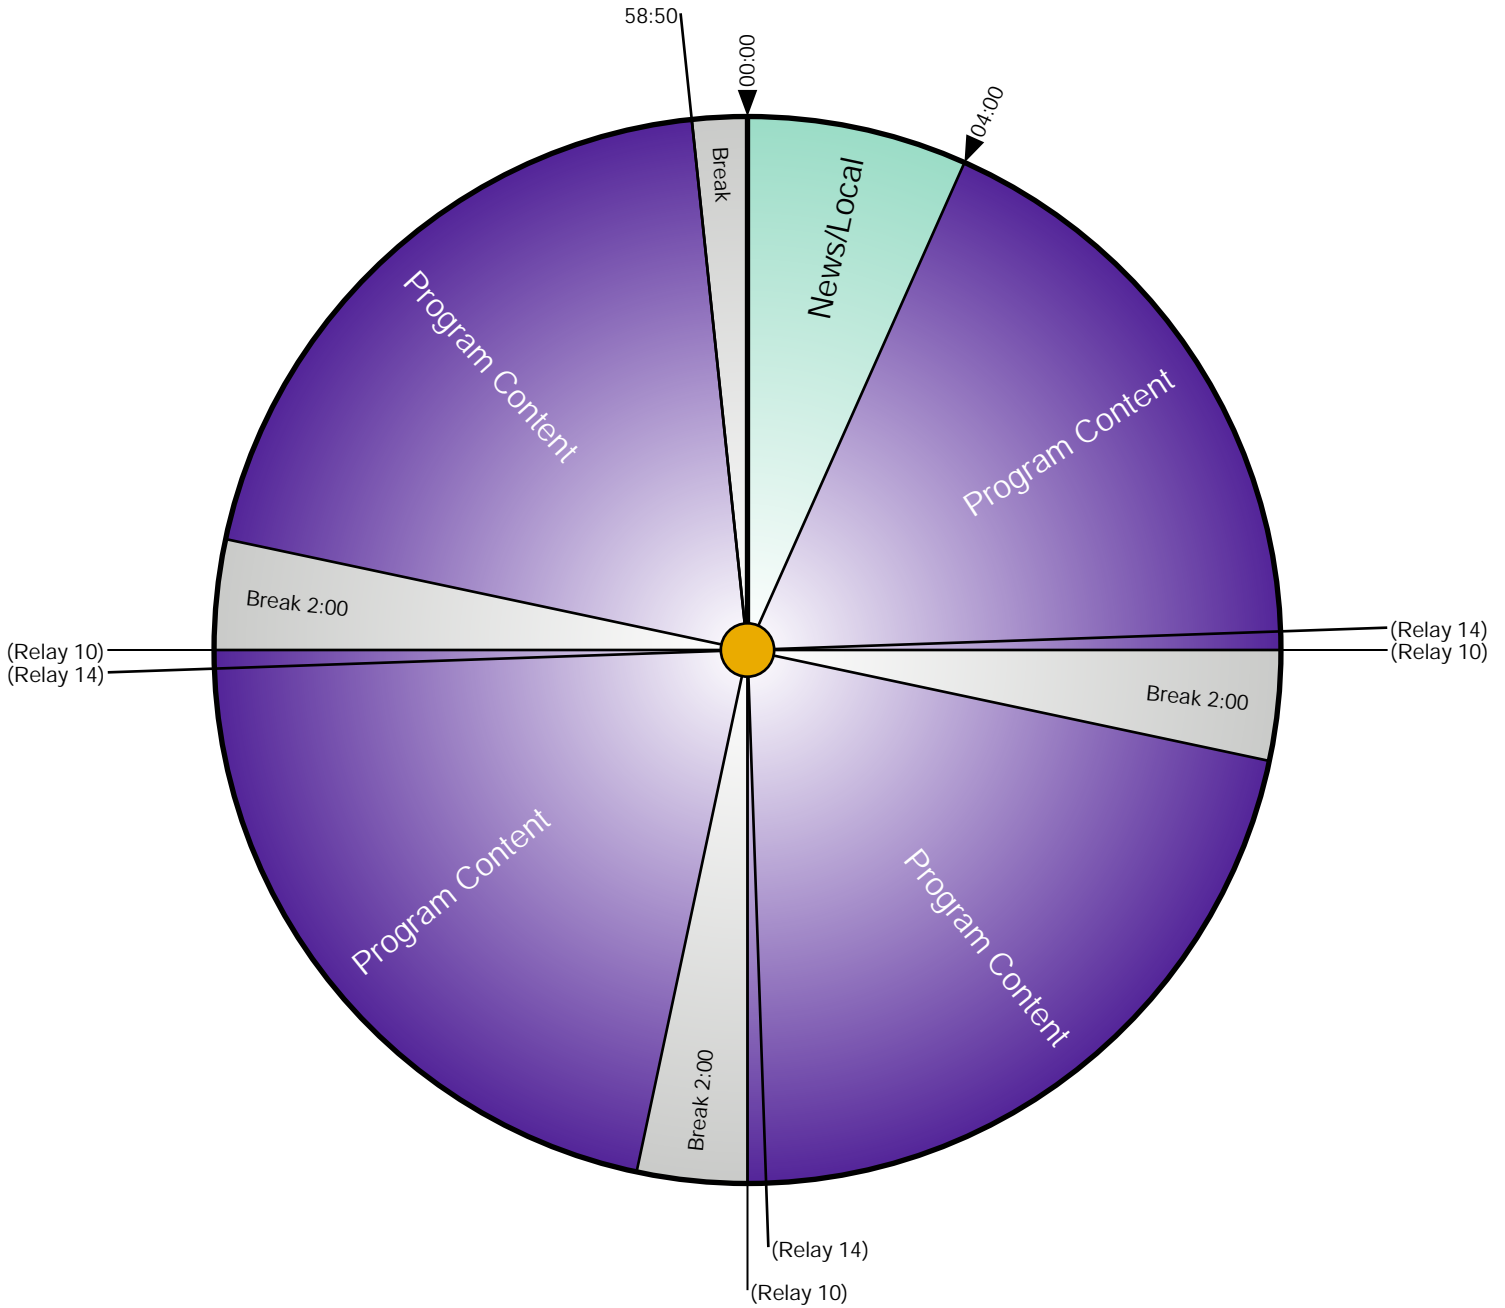 58:50
00:00
04:00
Break
News/Local
Program Content
Program Content
Break 2:00
(Relay 10)
(Relay 14)
(Relay 14)
(Relay 10)
Break 2:00
Program Content
Program Content
Break 2:00
(Relay 14)
(Relay 10)